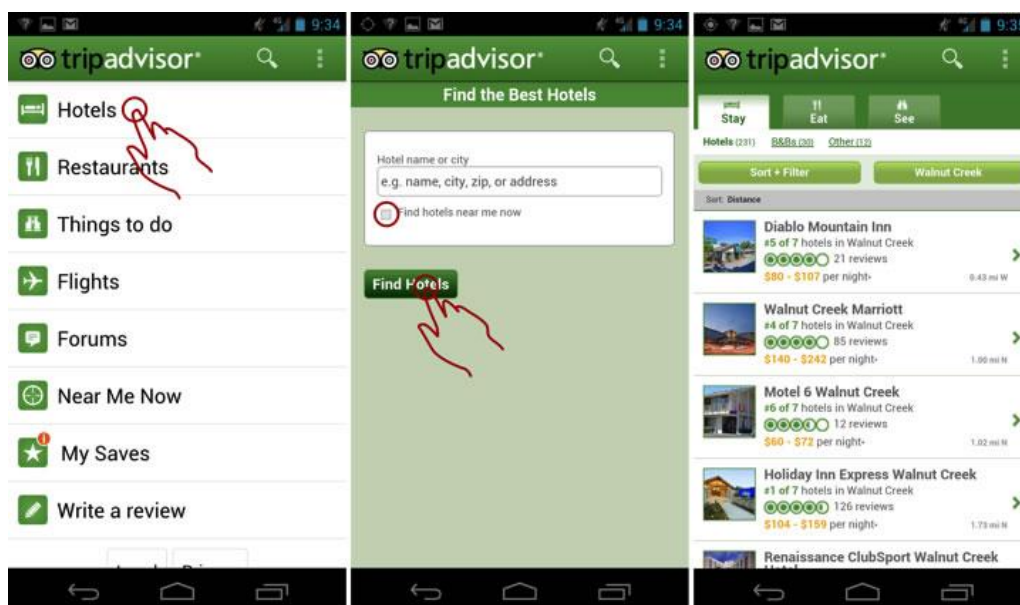 9:34
tripadvisor
Hotels
Restaurants
Things to do
Flights
Forums
Near Me Now
My Saves
Write a review
9:34
tripadvisor
Find the Best Hotels
Hotel name or city
e.g. name, city, zip, or address
Find hotels near me now
Find Hotels
9:35
tripadvisor
Stay Eat See
Hotels (231) B&Bs (30) Other (12)
Sort + Filter Walnut Creek
Sort: Distance
Diablo Mountain Inn
#5 of 7 hotels in Walnut Creek
21 reviews
$80 - $107 per night* 0.43 mi W
Walnut Creek Marriott
#4 of 7 hotels in Walnut Creek
85 reviews
$140 - $242 per night* 1.00 mi N
Motel 6 Walnut Creek
#6 of 7 hotels in Walnut Creek
12 reviews
$60 - $72 per night* 1.02 mi N
Holiday Inn Express Walnut Creek
#1 of 7 hotels in Walnut Creek
126 reviews
$104 - $159 per night* 1.73 mi N
Renaissance ClubSport Walnut Creek